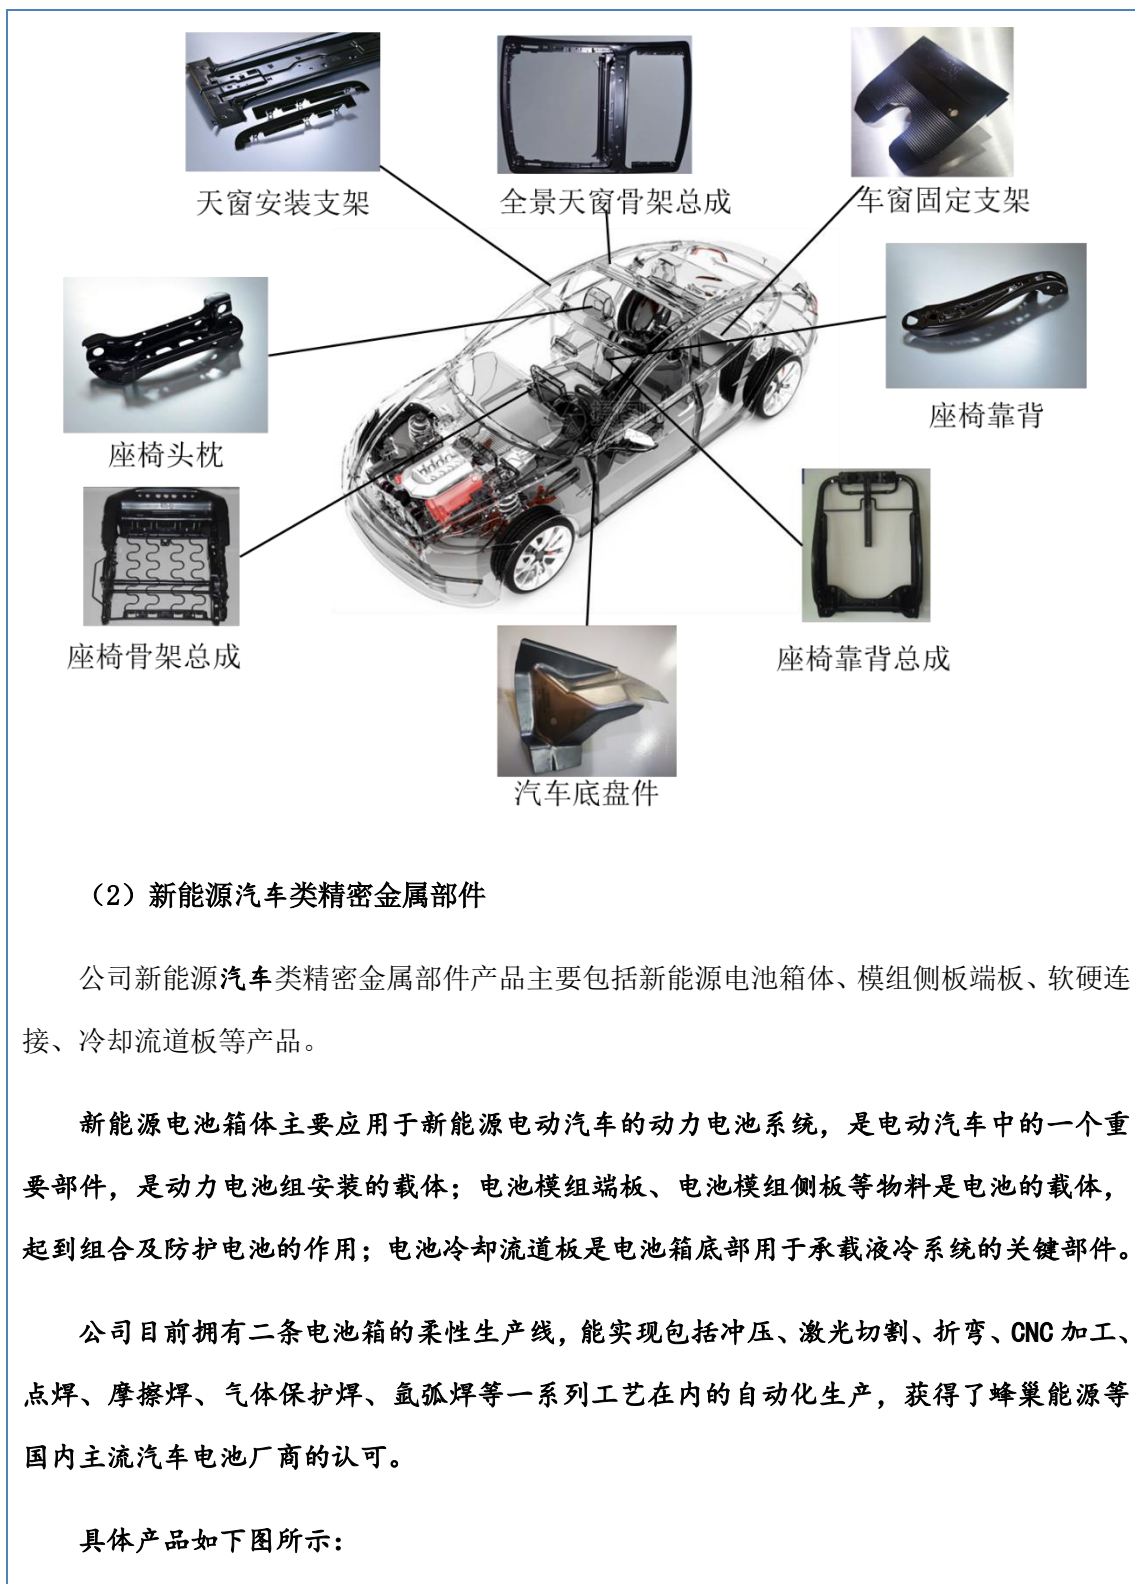 天窗安装支架
全景天窗骨架总成
车窗固定支架
座椅头枕
座椅靠背
座椅骨架总成
座椅靠背总成
汽车底盘件
（2）新能源汽车类精密金属部件
公司新能源汽车类精密金属部件产品主要包括新能源电池箱体、模组侧板端板、软硬连
接、冷却流道板等产品。
新能源电池箱体主要应用于新能源电动汽车的动力电池系统，是电动汽车中的一个重
要部件，是动力电池组安装的载体；电池模组端板、电池模组侧板等物料是电池的载体，
起到组合及防护电池的作用；电池冷却流道板是电池箱底部用于承载液冷系统的关键部件。
公司目前拥有二条电池箱的柔性生产线，能实现包括冲压、激光切割、折弯、CNC 加工、
点焊、摩擦焊、气体保护焊、氩弧焊等一系列工艺在内的自动化生产，获得了蜂巢能源等
国内主流汽车电池厂商的认可。
具体产品如下图所示：